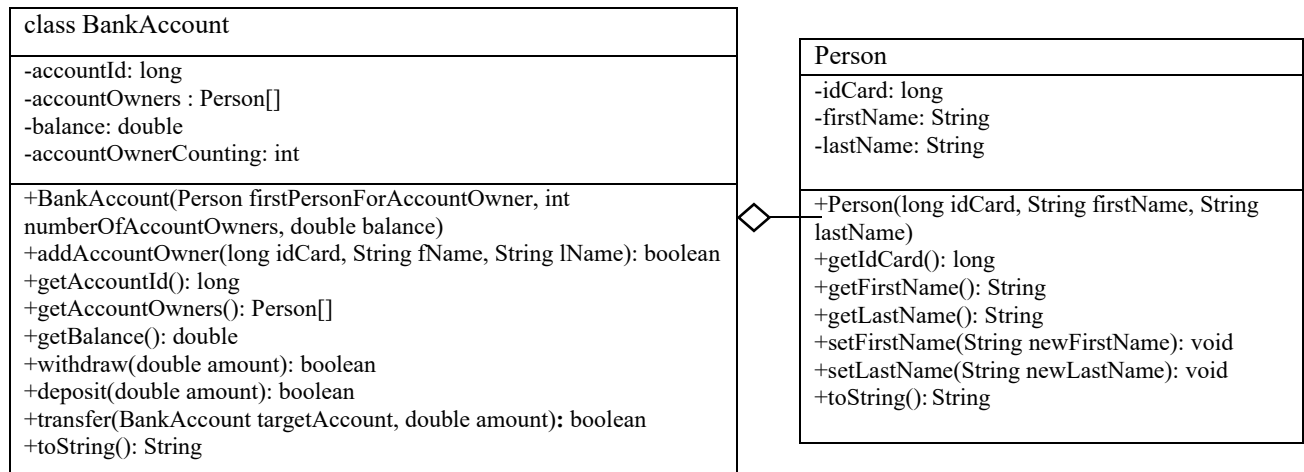 class BankAccount
-accountId: long
-accountOwners : Person[]
-balance: double
-accountOwnerCounting: int
+BankAccount(Person firstPersonForAccountOwner, int
numberOfAccountOwners, double balance)
+addAccountOwner(long idCard, String fName, String lName): boolean
+getAccountId(): long
+getAccountOwners(): Person[]
+getBalance(): double
+withdraw(double amount): boolean
+deposit(double amount): boolean
+transfer(BankAccount targetAccount, double amount): boolean
+toString(): String
Person
-idCard: long
-firstName: String
-lastName: String
+Person(long idCard, String firstName, String
lastName)
+getIdCard(): long
+getFirstName(): String
+getLastName(): String
+setFirstName(String newFirstName): void
+setLastName(String newLastName): void
+toString(): String